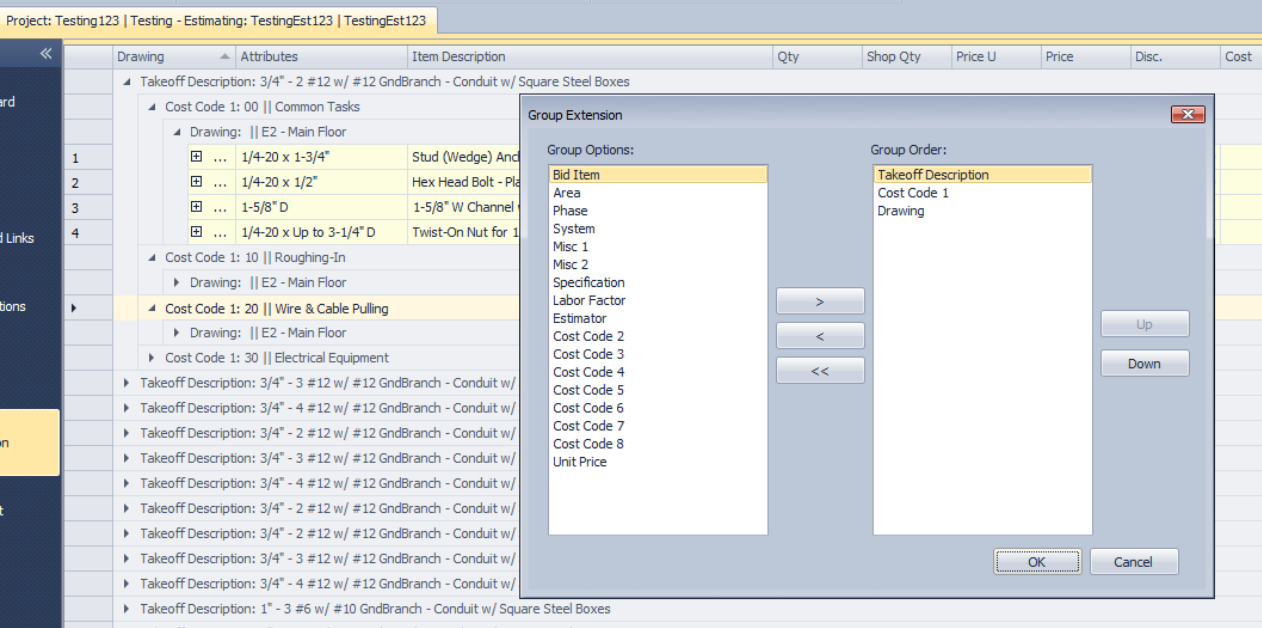 Project: Testing123 | Testing - Estimating: TestingEst123 | TestingEst123
Drawing Attributes Item Description Qty Shop Qty Price U Price Disc. Cost
Takeoff Description: 3/4" - 2 #12 w/ #12 GndBranch - Conduit w/ Square Steel Boxes
Cost Code 1: 00 || Common Tasks
Drawing: || E2 - Main Floor
1 ... 1/4-20 x 1-3/4" Stud (Wedge)
2 ... 1/4-20 x 1/2" Hex Head Bolt -
3 ... 1-5/8" D 1-5/8" W Channel
4 ... 1/4-20 x Up to 3-1/4" D Twist-On Nut for
Cost Code 1: 10 || Roughing-In
Drawing: || E2 - Main Floor
Cost Code 1: 20 || Wire & Cable Pulling
Drawing: || E2 - Main Floor
Cost Code 1: 30 || Electrical Equipment
Takeoff Description: 3/4" - 3 #12 w/ #12 GndBranch - Conduit w/
Takeoff Description: 3/4" - 4 #12 w/ #12 GndBranch - Conduit w/
Takeoff Description: 3/4" - 2 #12 w/ #12 GndBranch - Conduit w/
Takeoff Description: 3/4" - 3 #12 w/ #12 GndBranch - Conduit w/
Takeoff Description: 3/4" - 4 #12 w/ #12 GndBranch - Conduit w/
Takeoff Description: 3/4" - 2 #12 w/ #12 GndBranch - Conduit w/
Takeoff Description: 3/4" - 2 #12 w/ #12 GndBranch - Conduit w/
Takeoff Description: 3/4" - 3 #12 w/ #12 GndBranch - Conduit w/
Takeoff Description: 3/4" - 4 #12 w/ #12 GndBranch - Conduit w/
Takeoff Description: 1" - 3 #6 w/ #10 GndBranch - Conduit w/ Square Steel Boxes
Links
Group Extension
Group Options:
Bid Item
Area
Phase
System
Misc 1
Misc 2
Specification
Labor Factor
Estimator
Cost Code 2
Cost Code 3
Cost Code 4
Cost Code 5
Cost Code 6
Cost Code 7
Cost Code 8
Unit Price
>
<
<<
Group Order:
Takeoff Description
Cost Code 1
Drawing
Up
Down
OK
Cancel